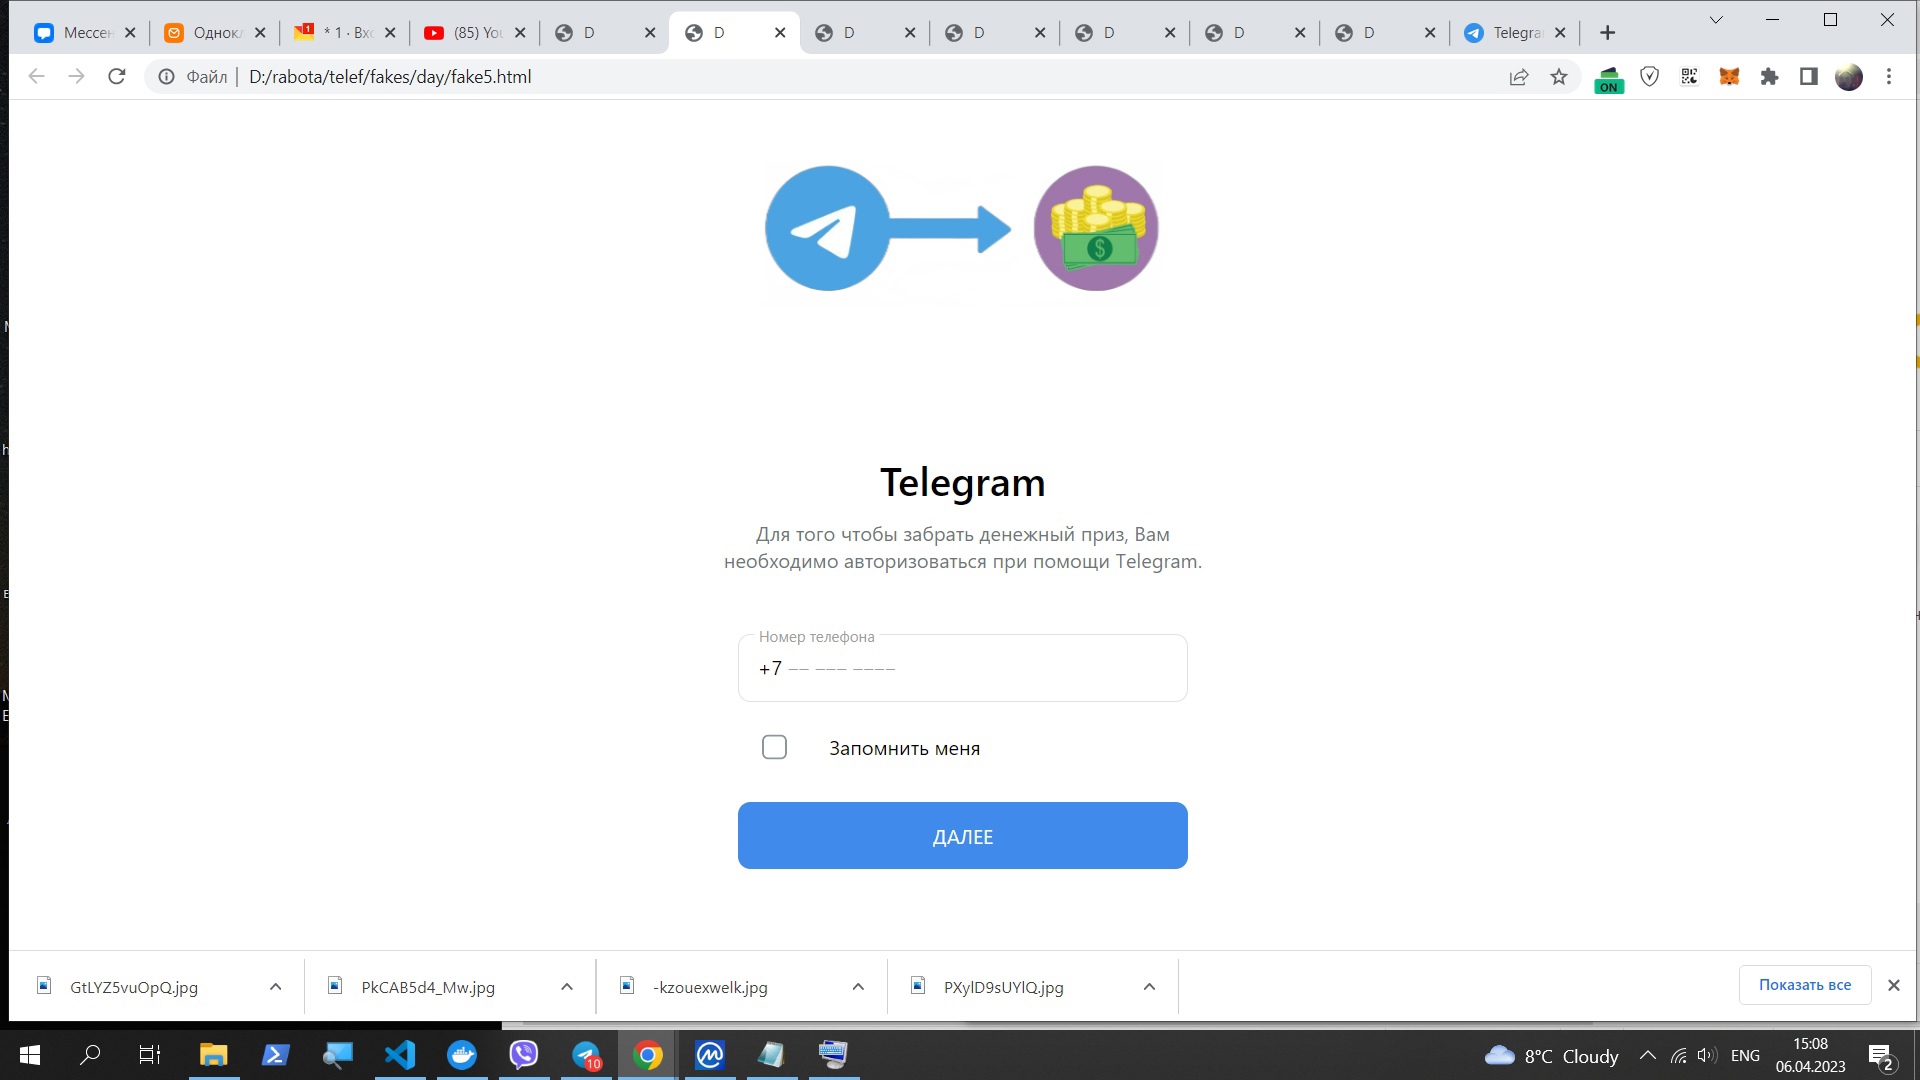 Мессен
Однокл
* 1 · Вхо
(85) You
D
D
D
D
D
D
D
Telegra
Файл
D:/rabota/telef/fakes/day/fake5.html
ON
Telegram
Для того чтобы забрать денежный приз, Вам
необходимо авторизоваться при помощи Telegram.
Номер телефона
+7 −− −−− −−−−
Запомнить меня
ДАЛЕЕ
GtLYZ5vuOpQ.jpg
PkCAB5d4_Mw.jpg
-kzouexwelk.jpg
Показать все
10
8°C Cloudy
ENG
15:08
06.04.2023
2